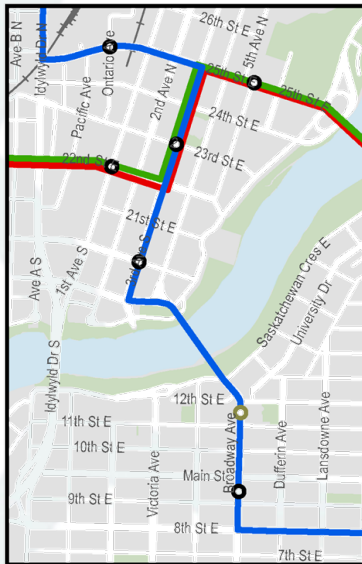 26th St E
5th Ave N
Ave B N
Idylwyld Dr N
Ontario Ave
25th St E
25th St E
Pacific Ave
2nd Ave N
24th St E
22nd St E
23rd St E
21st St E
1st Ave S
Ave A S
Saskatchewan Cres E
University Dr
Idylwyld Dr S
12th St E
11th St E
Broadway Ave
Dufferin Ave
Lansdowne Ave
10th St E
Victoria Ave
Main St
9th St E
8th St E
7th St E